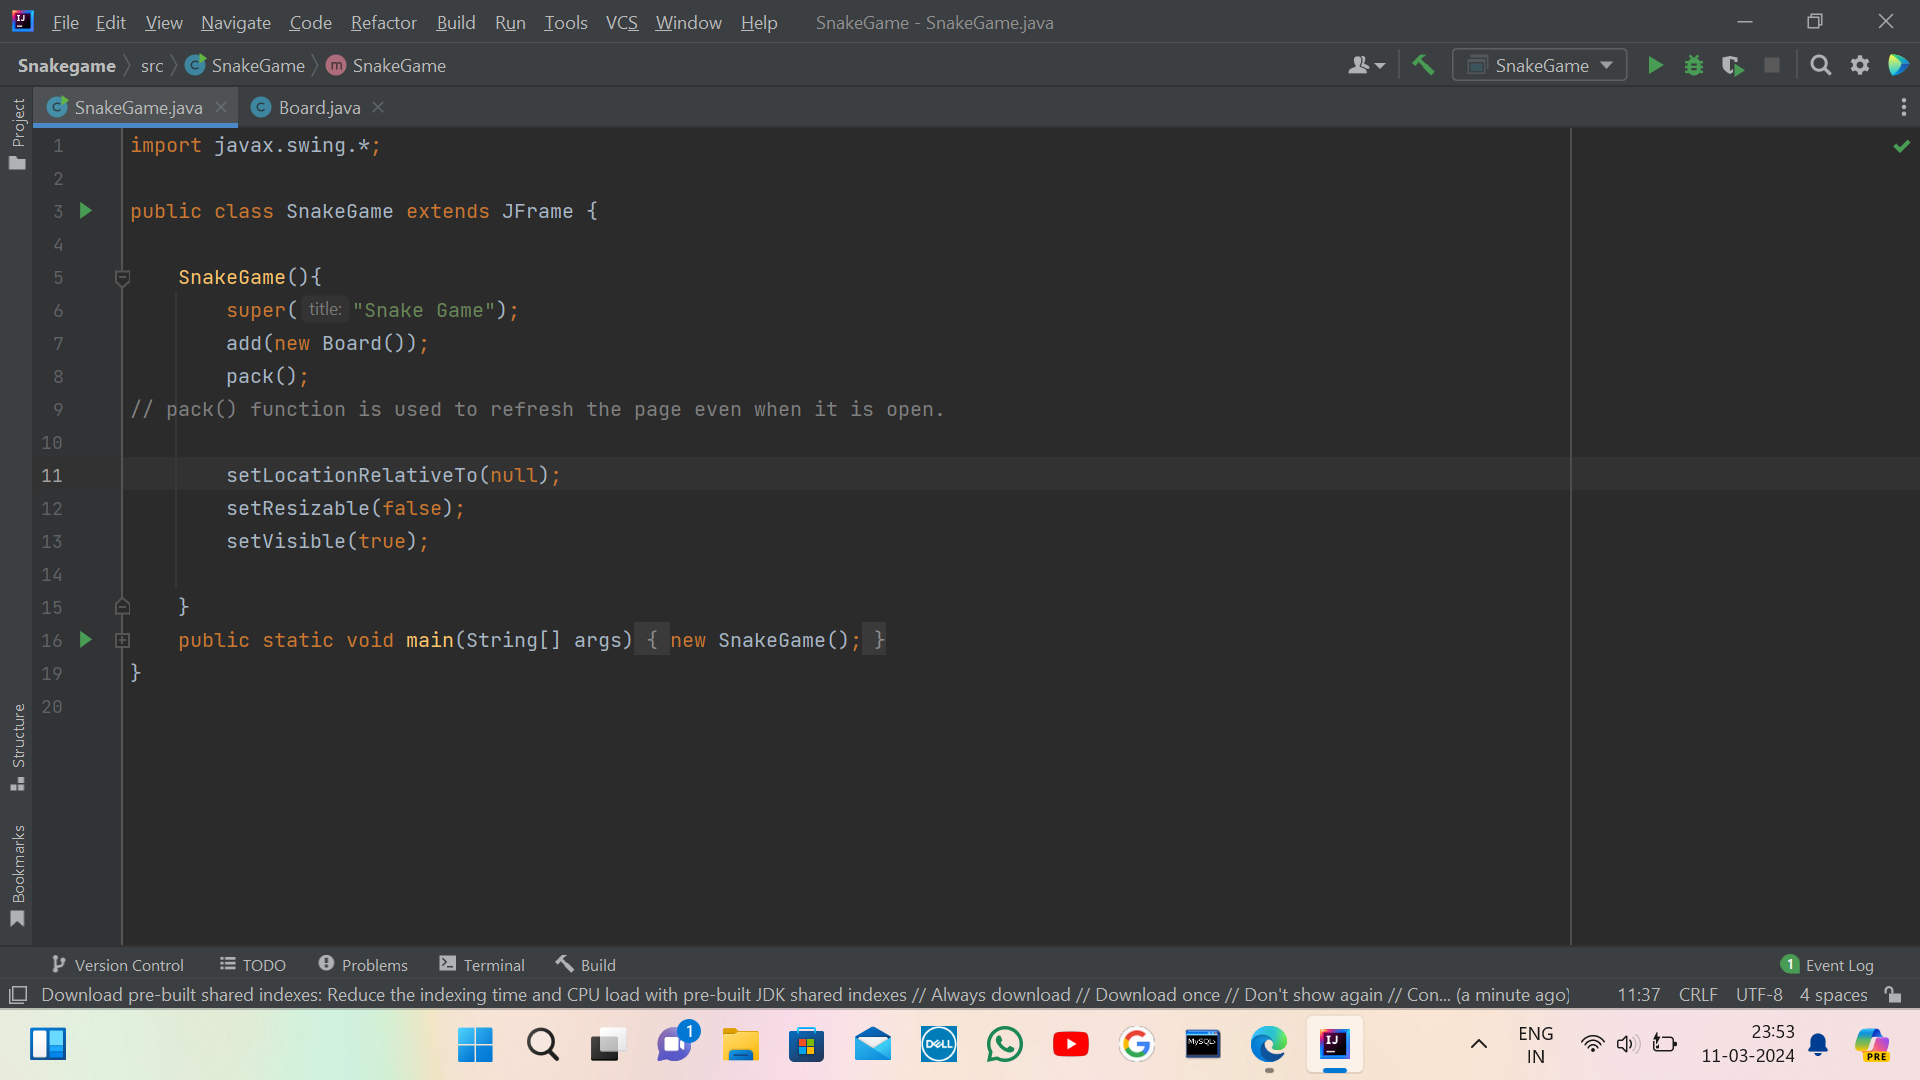 File Edit View Navigate Code Refactor Build Run Tools VCS Window Help SnakeGame - SnakeGame.java
Snakegame src SnakeGame SnakeGame SnakeGame
SnakeGame.java Board.java
Project
1 import javax.swing.*;
2
3 public class SnakeGame extends JFrame {
4
5 SnakeGame(){
6 super( title: "Snake Game");
7 add(new Board());
8 pack();
9 // pack() function is used to refresh the page even when it is open.
10
11 setLocationRelativeTo(null);
12 setResizable(false);
13 setVisible(true);
14
15 }
16 public static void main(String[] args) { new SnakeGame(); }
19 }
20
Structure
Bookmarks
Version Control TODO Problems Terminal Build 1 Event Log
Download pre-built shared indexes: Reduce the indexing time and CPU load with pre-built JDK shared indexes // Always download // Download once // Don't show again // Con... (a minute ago) 11:37 CRLF UTF-8 4 spaces
1 DELL MySQL IJ ENG 23:53
IN 11-03-2024 PRE